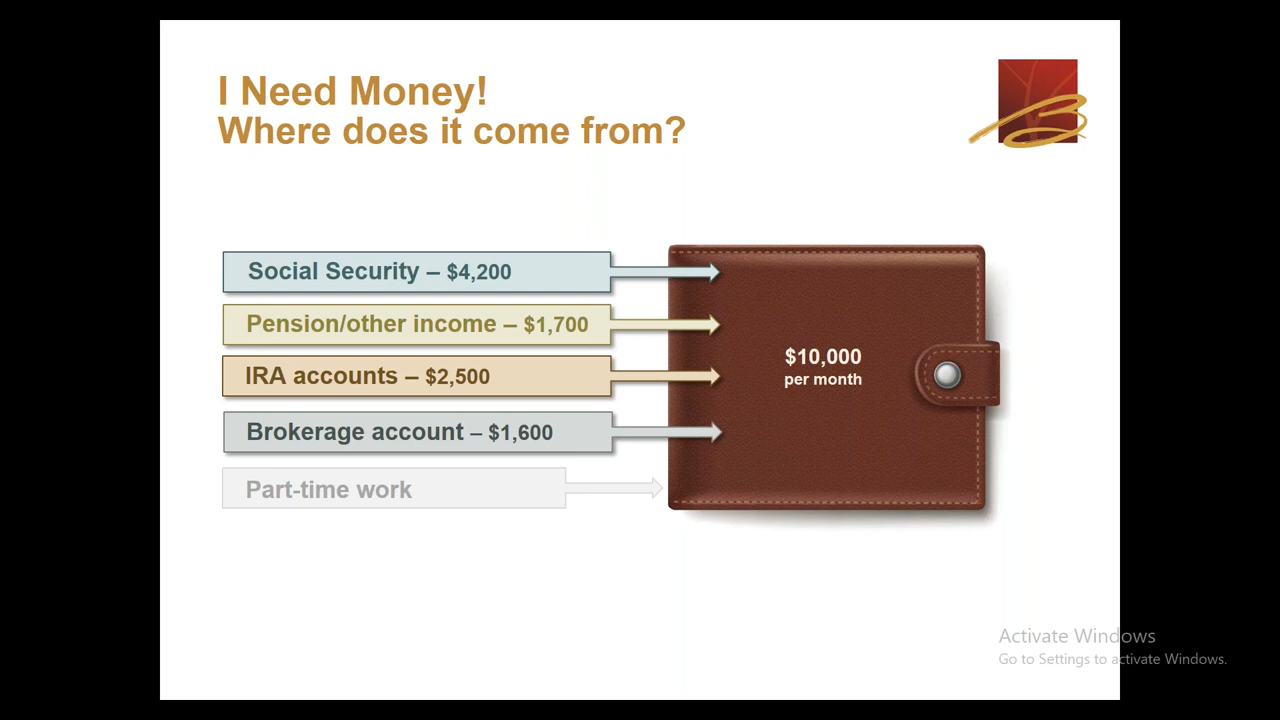 I Need Money!
Where does it come from?
Social Security – $4,200
Pension/other income – $1,700
IRA accounts – $2,500
Brokerage account – $1,600
Part-time work
$10,000
per month
Activate Windows
Go to Settings to activate Windows.